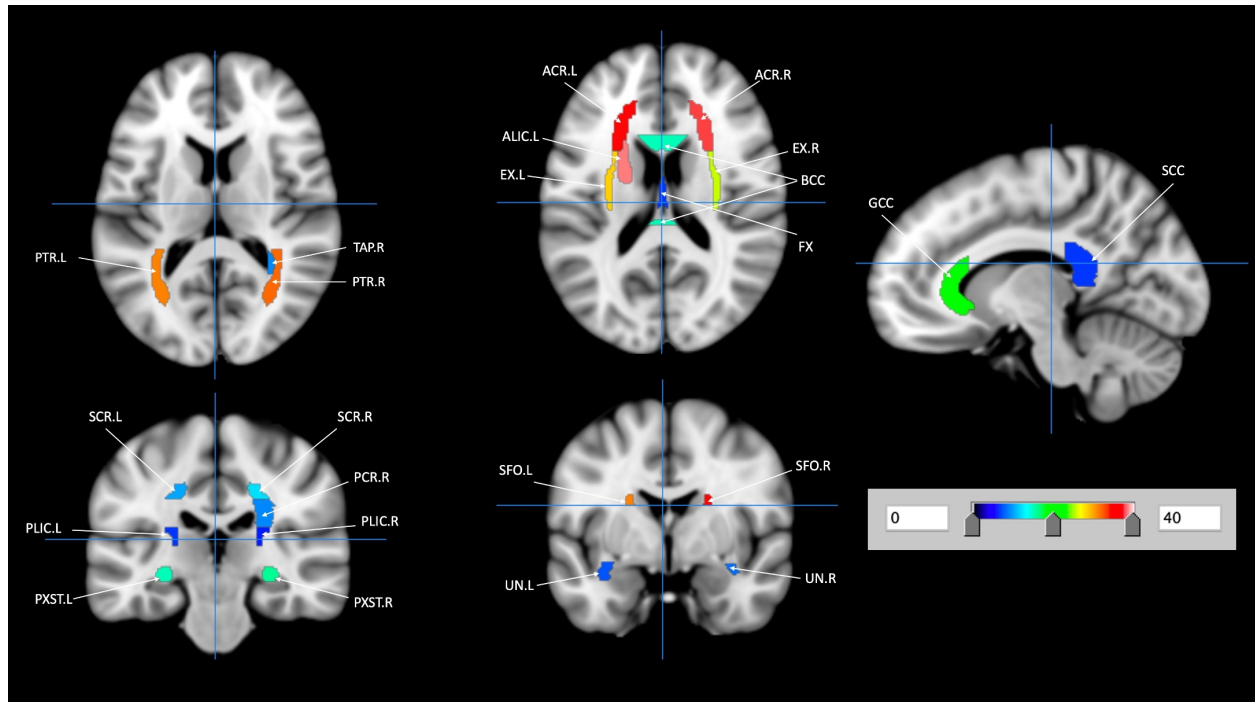 ACR.L
ACR.R
ALIC.L
EX.L
EX.R
BCC
FX
PTR.L
TAP.R
PTR.R
GCC
SCC
SCR.L
SCR.R
PCR.R
PLIC.L
PLIC.R
PXST.L
PXST.R
SFO.L
SFO.R
UN.L
UN.R
0
40